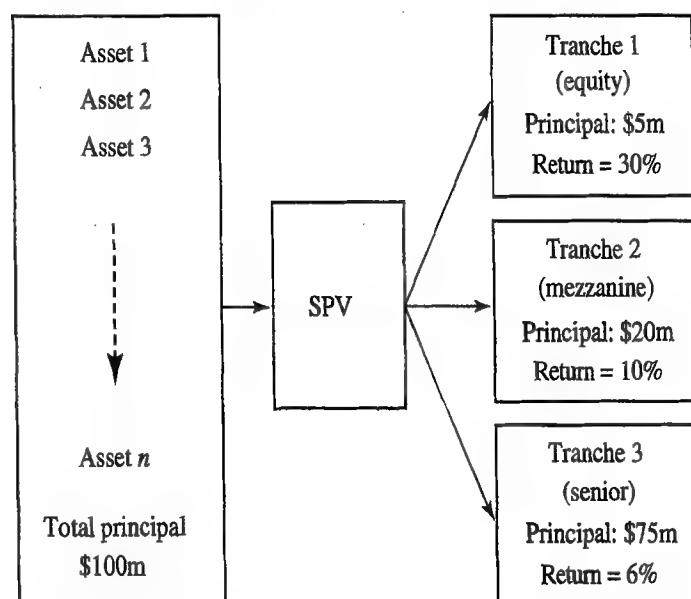 Asset 1
Asset 2
Asset 3
Asset n
Total principal
$100m
SPV
Tranche 1
(equity)
Principal: $5m
Return = 30%
Tranche 2
(mezzanine)
Principal: $20m
Return = 10%
Tranche 3
(senior)
Principal: $75m
Return = 6%